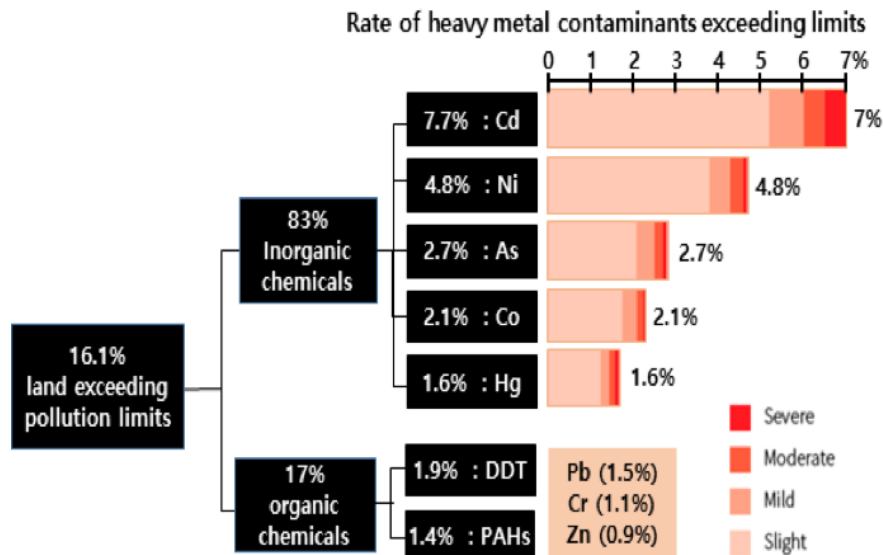 Rate of heavy metal contaminants exceeding limits
0 1 2 3 4 5 6 7%
7.7% : Cd
7%
4.8% : Ni
4.8%
83%
Inorganic
chemicals
2.7% : As
2.7%
2.1% : Co
2.1%
16.1%
land exceeding
pollution limits
1.6% : Hg
1.6%
17%
organic
chemicals
1.9% : DDT
1.4% : PAHs
Pb (1.5%)
Cr (1.1%)
Zn (0.9%)
Severe
Moderate
Mild
Slight